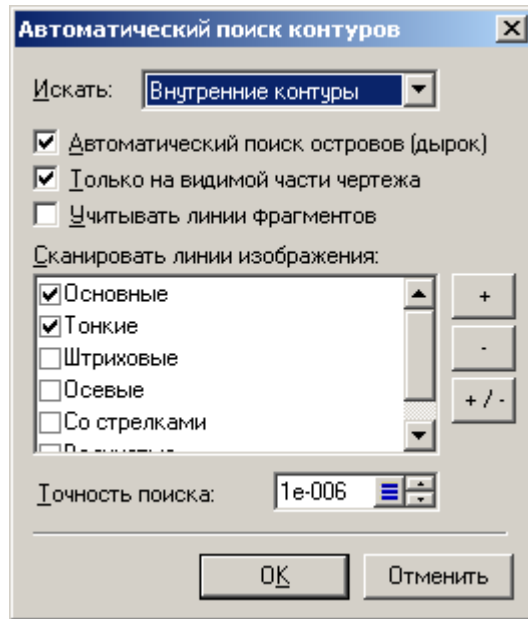 Автоматический поиск контуров
Искать: Внутренние контуры
Автоматический поиск островов (дырок)
Только на видимой части чертежа
Учитывать линии фрагментов
Сканировать линии изображения:
Основные +
Тонкие
Штриховые -
Осевые + / -
Со стрелками
Точность поиска: 1e-006
OK Отменить